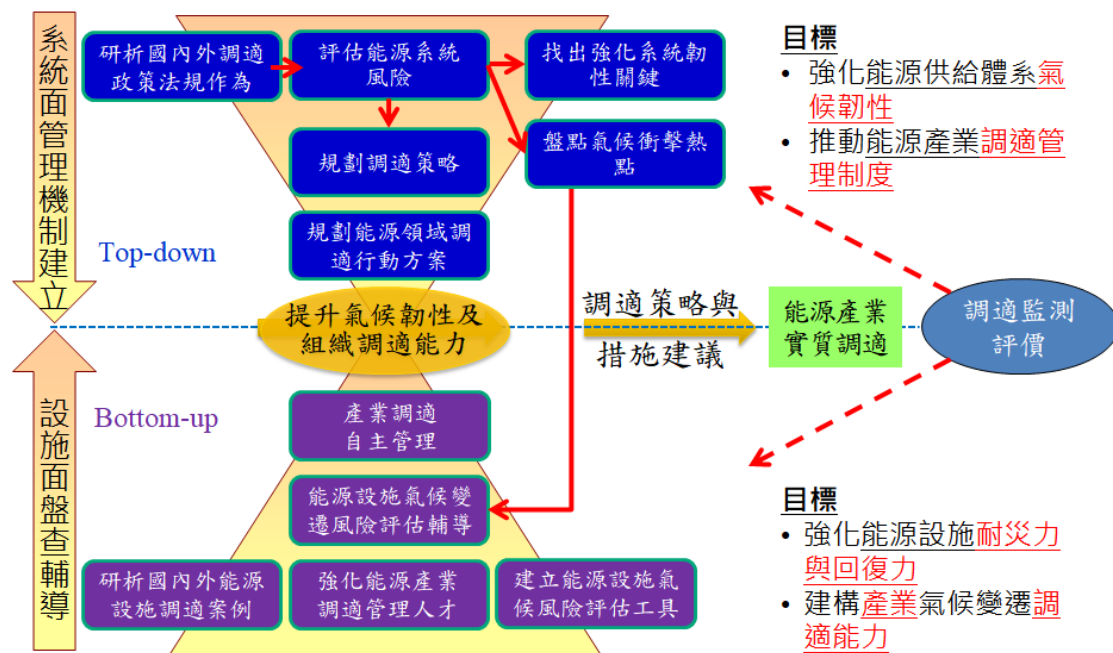 系統面管理機制建立
研析國內外調適
政策法規作為
評估能源系統
風險
找出強化系統韌
性關鍵
規劃調適策略
盤點氣候衝擊熱
點
Top-down
規劃能源領域調
適行動方案
目標
• 強化能源供給體系氣
候韌性
• 推動能源產業調適管
理制度
提升氣候韌性及
組織調適能力
調適策略與
措施建議
能源產業
實質調適
調適監測
評價
設施面盤查輔導
Bottom-up
產業調適
自主管理
能源設施氣候變
遷風險評估輔導
研析國內外能源
設施調適案例
強化能源產業
調適管理人才
建立能源設施氣
候風險評估工具
目標
• 強化能源設施耐災力
與回復力
• 建構產業氣候變遷調
適能力